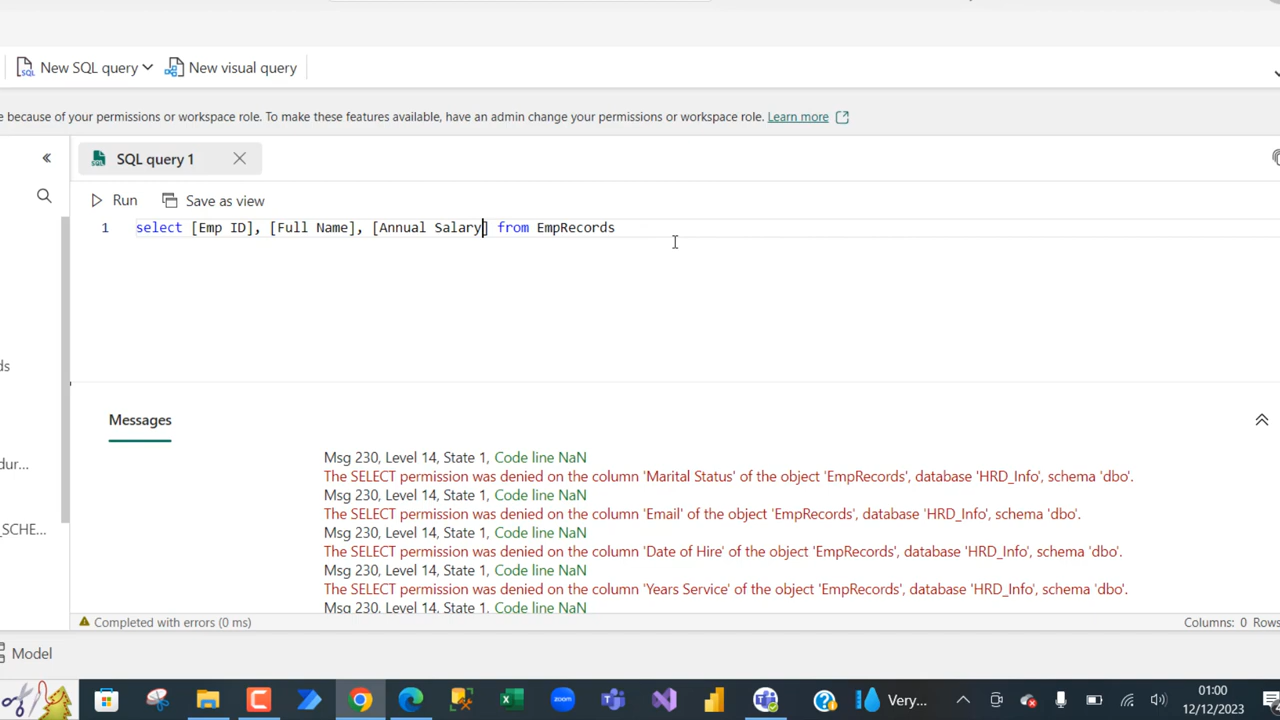 New SQL query
New visual query
e because of your permissions or workspace role. To make these features available, have an admin change your permissions or workspace role. Learn more
SQL query 1
Run
Save as view
1 select [Emp ID], [Full Name], [Annual Salary] from EmpRecords
ds
dur...
_SCHE...
Messages
Msg 230, Level 14, State 1, Code line NaN
The SELECT permission was denied on the column 'Marital Status' of the object 'EmpRecords', database 'HRD_Info', schema 'dbo'.
Msg 230, Level 14, State 1, Code line NaN
The SELECT permission was denied on the column 'Email' of the object 'EmpRecords', database 'HRD_Info', schema 'dbo'.
Msg 230, Level 14, State 1, Code line NaN
The SELECT permission was denied on the column 'Date of Hire' of the object 'EmpRecords', database 'HRD_Info', schema 'dbo'.
Msg 230, Level 14, State 1, Code line NaN
The SELECT permission was denied on the column 'Years Service' of the object 'EmpRecords', database 'HRD_Info', schema 'dbo'.
Msg 230, Level 14, State 1, Code line NaN
Completed with errors (0 ms)
Columns: 0 Rows
Model
zoom
Very...
01:00
12/12/2023